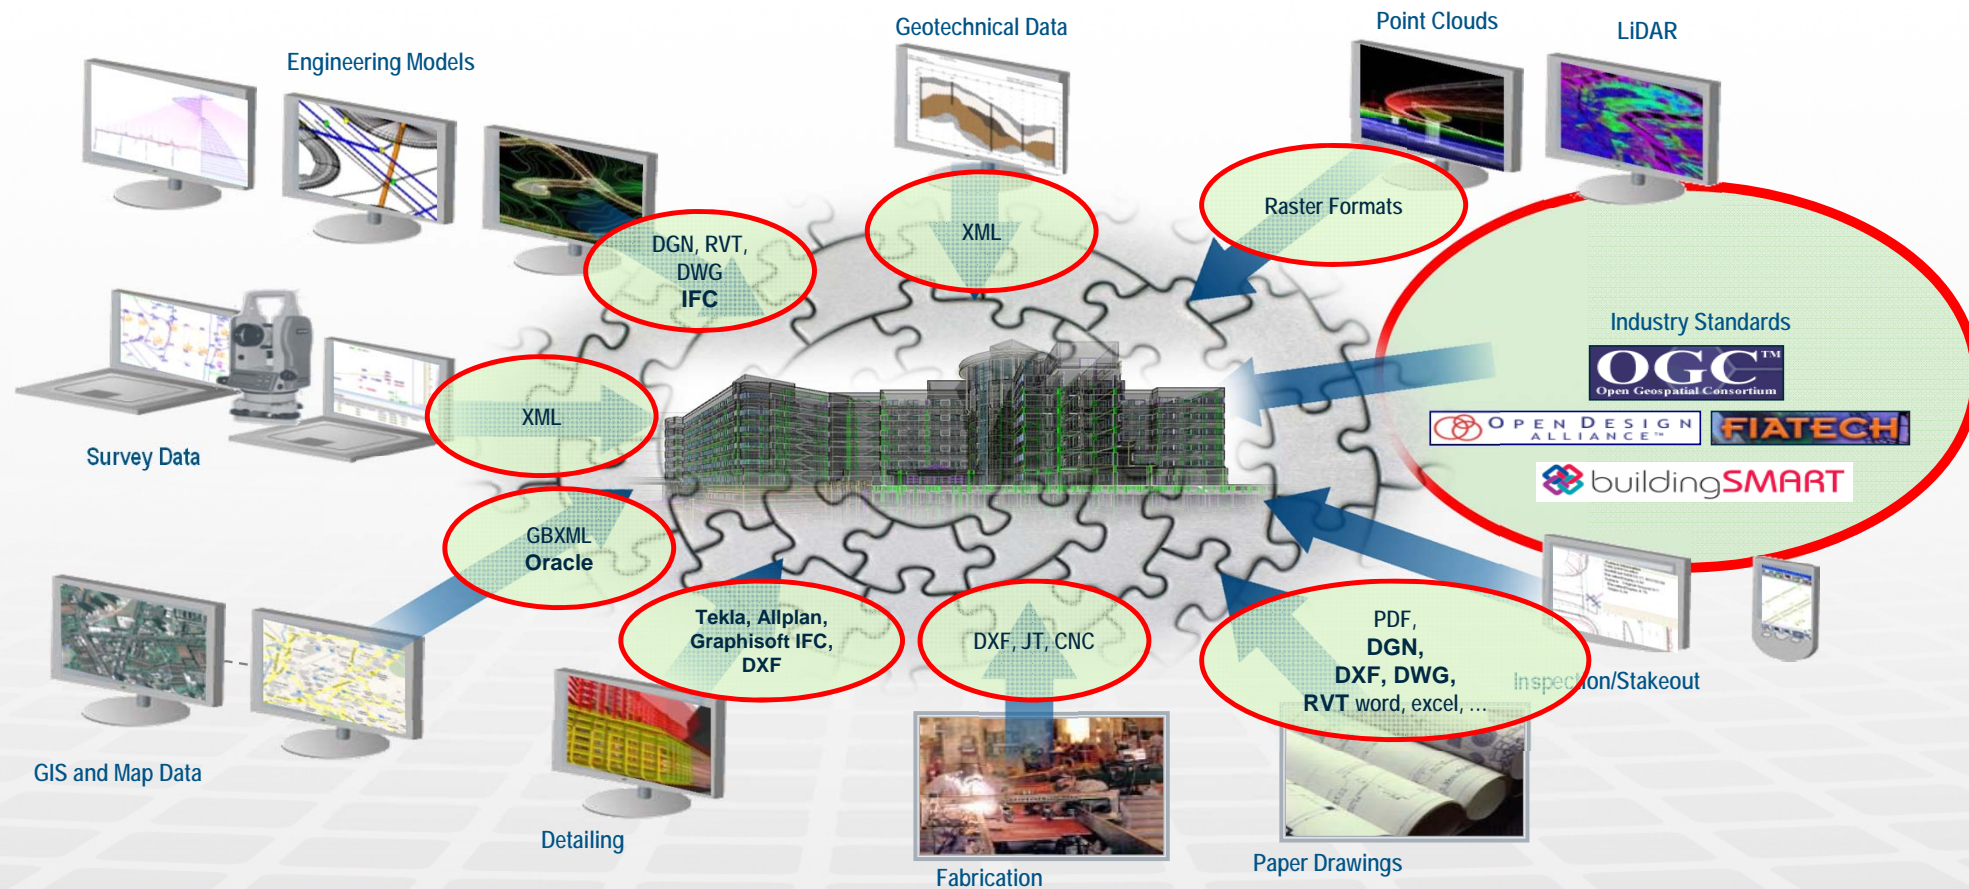 Geotechnical Data
Point Clouds
LiDAR
Engineering Models
Raster Formats
XML
DGN, RVT,
DWG
IFC
Industry Standards
OGC™
Open Geospatial Consortium
OPEN DESIGN
ALLIANCE™
FIATECH
buildingSMART
XML
Survey Data
GBXML
Oracle
Tekla, Allplan,
Graphisoft IFC,
DXF
DXF, JT, CNC
PDF,
DGN,
DXF, DWG,
RVT word, excel, ...
Inspection/Stakeout
GIS and Map Data
Detailing
Fabrication
Paper Drawings